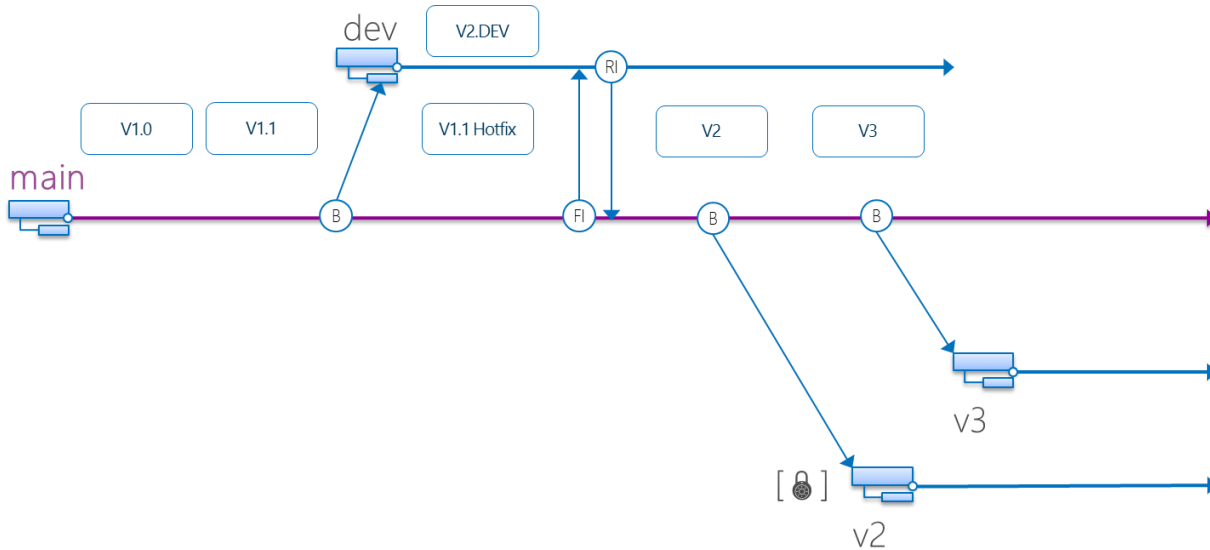 dev
V2.DEV
RI
V1.0
V1.1
V1.1 Hotfix
V2
V3
main
B
FI
B
B
v3
[ ]
v2